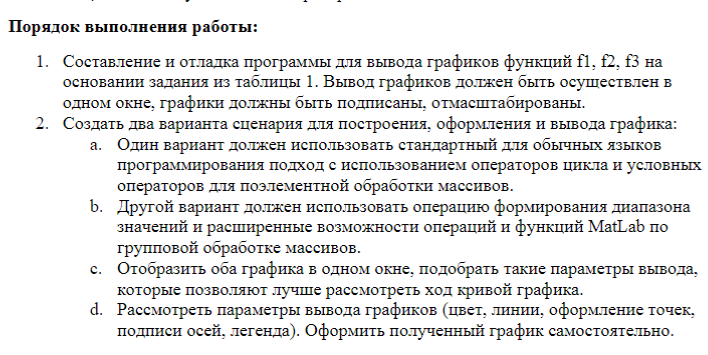 Порядок выполнения работы:
1. Составление и отладка программы для вывода графиков функций f1, f2, f3 на
основании задания из таблицы 1. Вывод графиков должен быть осуществлен в
одном окне, графики должны быть подписаны, отмасштабированы.
2. Создать два варианта сценария для построения, оформления и вывода графика:
a. Один вариант должен использовать стандартный для обычных языков
программирования подход с использованием операторов цикла и условных
операторов для поэлементной обработки массивов.
b. Другой вариант должен использовать операцию формирования диапазона
значений и расширенные возможности операций и функций MatLab по
групповой обработке массивов.
c. Отобразить оба графика в одном окне, подобрать такие параметры вывода,
которые позволяют лучше рассмотреть ход кривой графика.
d. Рассмотреть параметры вывода графиков (цвет, линии, оформление точек,
подписи осей, легенда). Оформить полученный график самостоятельно.